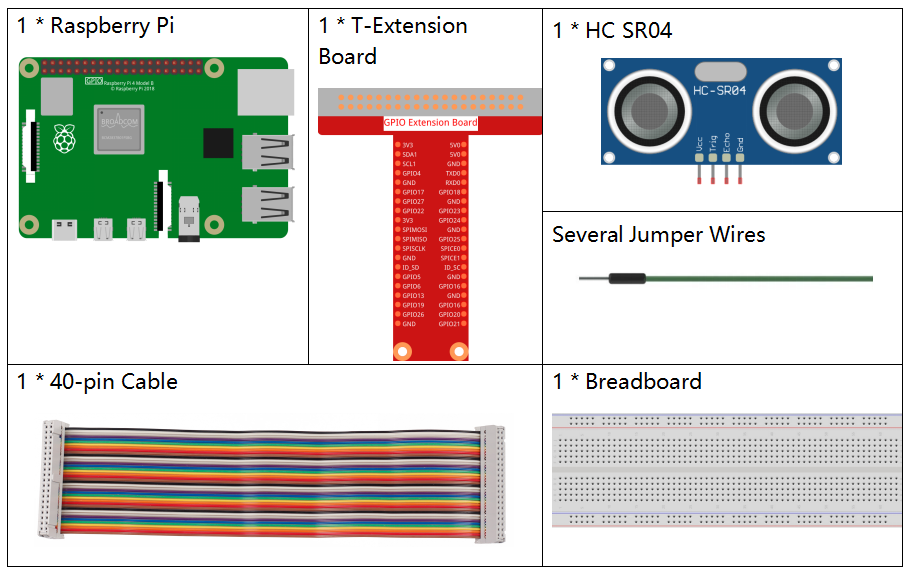 1 * Raspberry Pi
Raspberry Pi 4 Model B
© Raspberry Pi 2018
BROADCOM
1 * T-Extension
Board
GPIO Extension Board
3V3 5V0
SDA1 5V0
SCL1 GND
GPIO4 TXD0
GND RXD0
GPIO17 GPIO18
GPIO27 GND
GPIO22 GPIO23
3V3 GPIO24
SPIMOSI GND
SPIMISO GPIO25
SPISCLK SPICE0
GND SPICE1
ID_SD ID_SC
GPIO5 GND
GPIO6 GPIO16
GPIO13 GND
GPIO19 GPIO16
GPIO26 GPIO20
GND GPIO21
1 * HC SR04
HC-SR04
Vcc
Trig
Echo
Gnd
Several Jumper Wires
1 * 40-pin Cable
1 * Breadboard